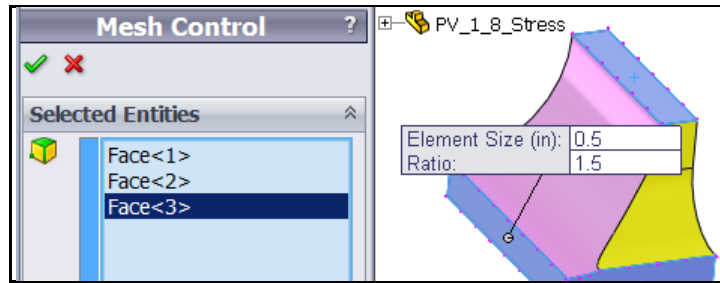 Mesh Control ?
Selected Entities
Face<1>
Face<2>
Face<3>
PV_1_8_Stress
Element Size (in): 0.5
Ratio: 1.5